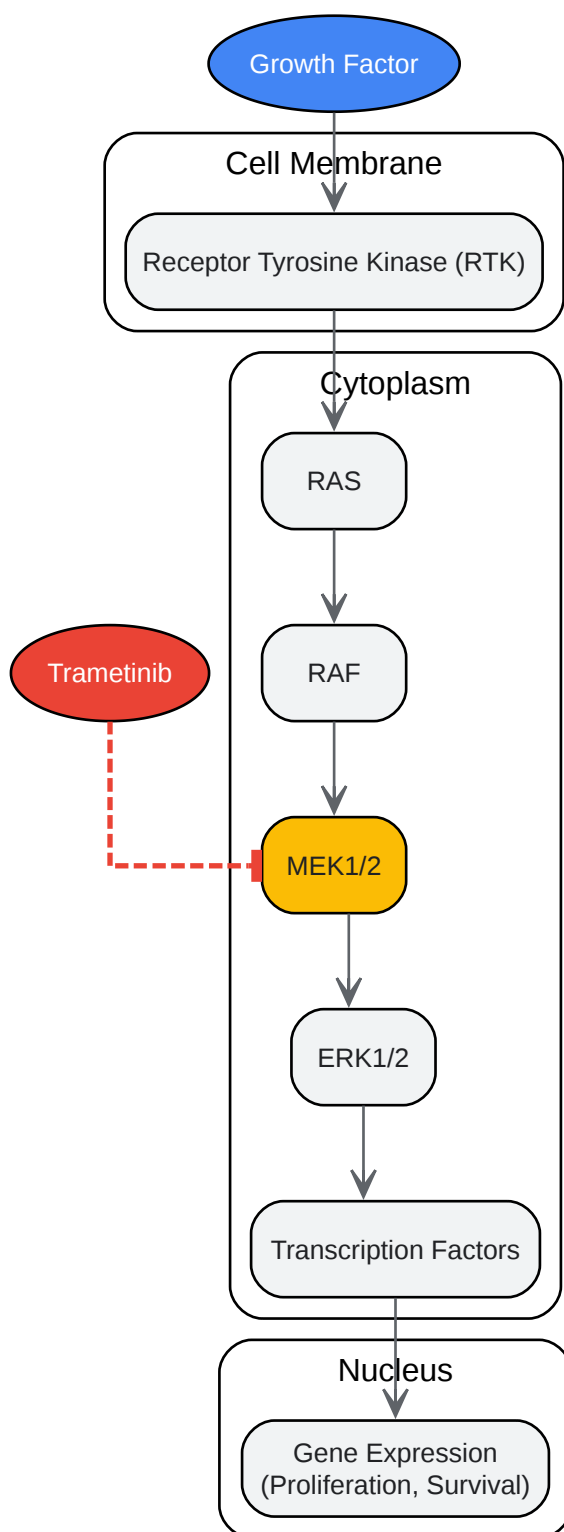 Growth Factor
Cell Membrane
Receptor Tyrosine Kinase (RTK)
Cytoplasm
RAS
Trametinib
RAF
MEK1/2
ERK1/2
Transcription Factors
Nucleus
Gene Expression
(Proliferation, Survival)